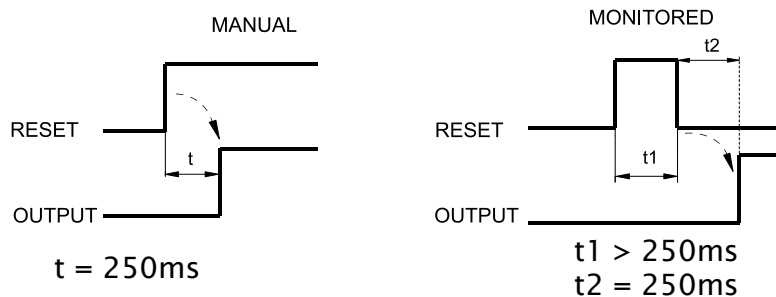 MANUAL
RESET
t
OUTPUT
t = 250ms
MONITORED
t2
RESET
t1
OUTPUT
t1 > 250ms
t2 = 250ms